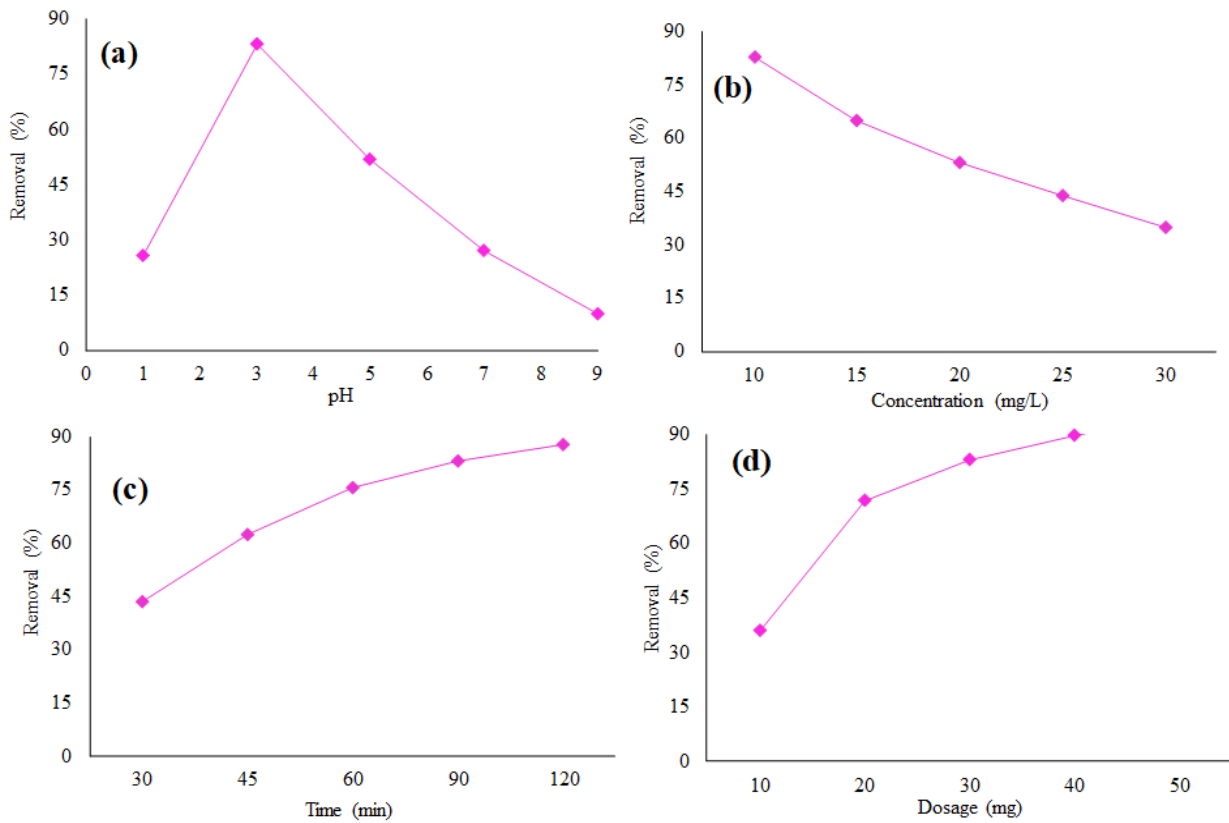 (a)
Removal (%)
90
75
60
45
30
15
0
0 1 2 3 4 5 6 7 8 9
pH
(b)
Removal (%)
90
75
60
45
30
15
0
10 15 20 25 30
Concentration (mg/L)
(c)
Removal (%)
90
75
60
45
30
15
0
30 45 60 90 120
Time (min)
(d)
Removal (%)
90
75
60
45
30
15
0
10 20 30 40 50
Dosage (mg)